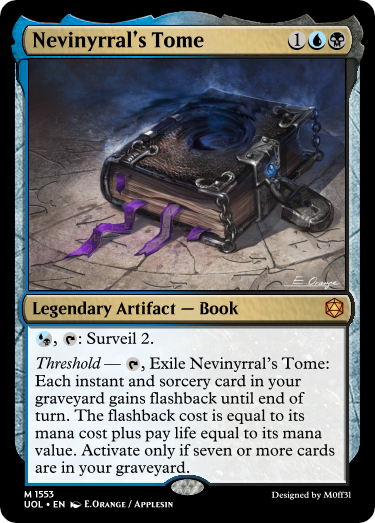 Nevinyrral's Tome 1
E. Orange
Legendary Artifact — Book
, : Surveil 2.
Threshold — , Exile Nevinyrral's Tome:
Each instant and sorcery card in your
graveyard gains flashback until end of
turn. The flashback cost is equal to its
mana cost plus pay life equal to its mana
value. Activate only if seven or more cards
are in your graveyard.
M 1553
UOL • EN E.Orange / Applesin
Designed by M0ff3l